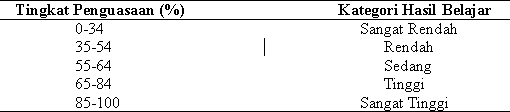 Tingkat Penguasaan (%) Kategori Hasil Belajar
0-34 Sangat Rendah
35-54 Rendah
55-64 Sedang
65-84 Tinggi
85-100 Sangat Tinggi